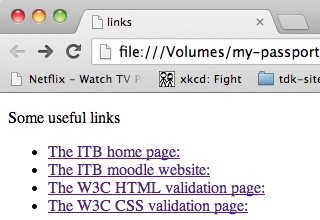 links
file:///Volumes/my-passport
Netflix - Watch TV P xkcd: Fight tdk-site
Some useful links
The ITB home page:
The ITB moodle website:
The W3C HTML validation page:
The W3C CSS validation page: